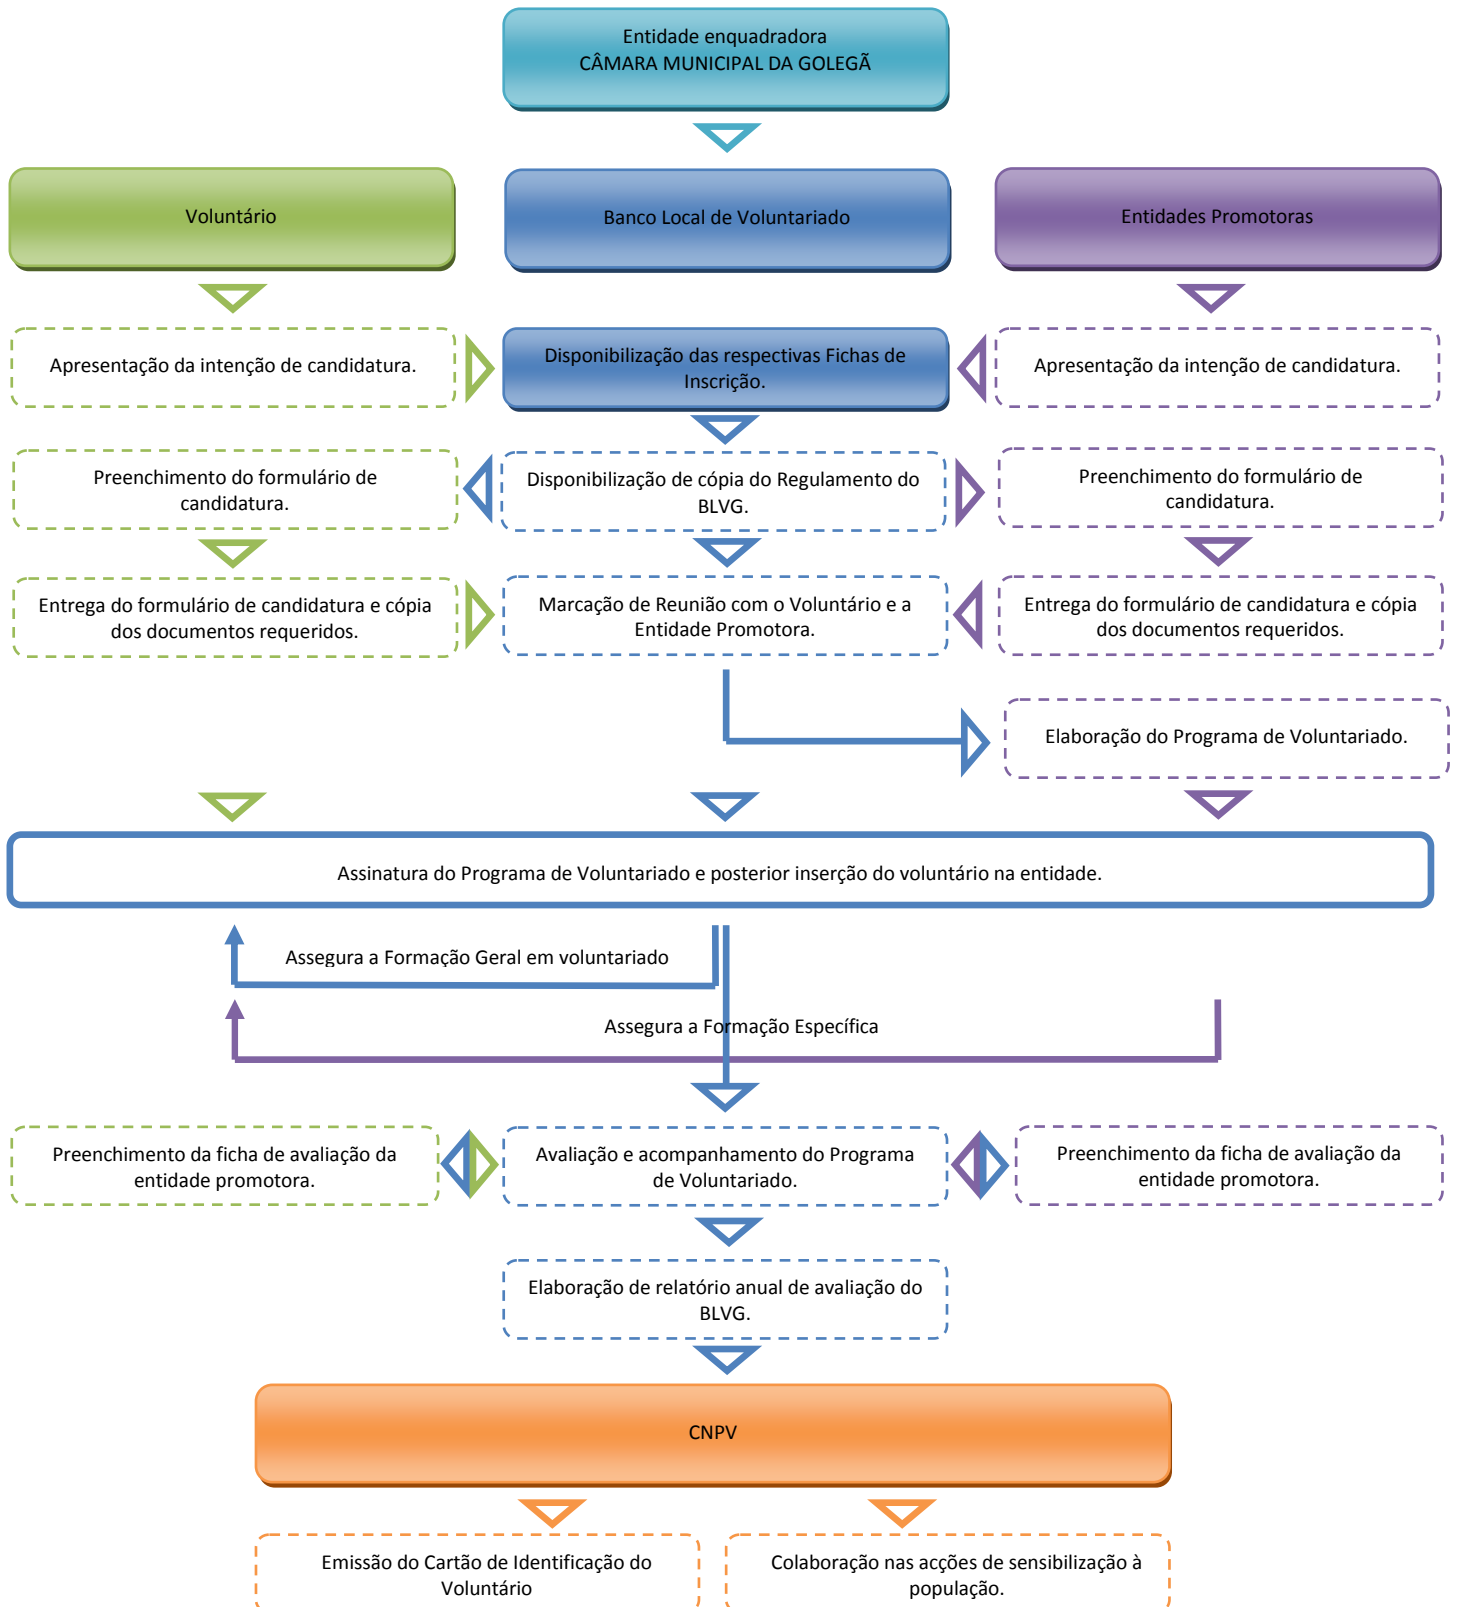 Entidade enquadradora
CÂMARA MUNICIPAL DA GOLEGÃ
Voluntário
Banco Local de Voluntariado
Entidades Promotoras
Apresentação da intenção de candidatura.
Disponibilização das respectivas Fichas de
Inscrição.
Apresentação da intenção de candidatura.
Preenchimento do formulário de
candidatura.
Disponibilização de cópia do Regulamento do
BLVG.
Preenchimento do formulário de
candidatura.
Entrega do formulário de candidatura e cópia
dos documentos requeridos.
Marcação de Reunião com o Voluntário e a
Entidade Promotora.
Entrega do formulário de candidatura e cópia
dos documentos requeridos.
Elaboração do Programa de Voluntariado.
Assinatura do Programa de Voluntariado e posterior inserção do voluntário na entidade.
Assegura a Formação Geral em voluntariado
Assegura a Formação Específica
Preenchimento da ficha de avaliação da
entidade promotora.
Avaliação e acompanhamento do Programa
de Voluntariado.
Preenchimento da ficha de avaliação da
entidade promotora.
Elaboração de relatório anual de avaliação do
BLVG.
CNPV
Emissão do Cartão de Identificação do
Voluntário
Colaboração nas acções de sensibilização à
população.